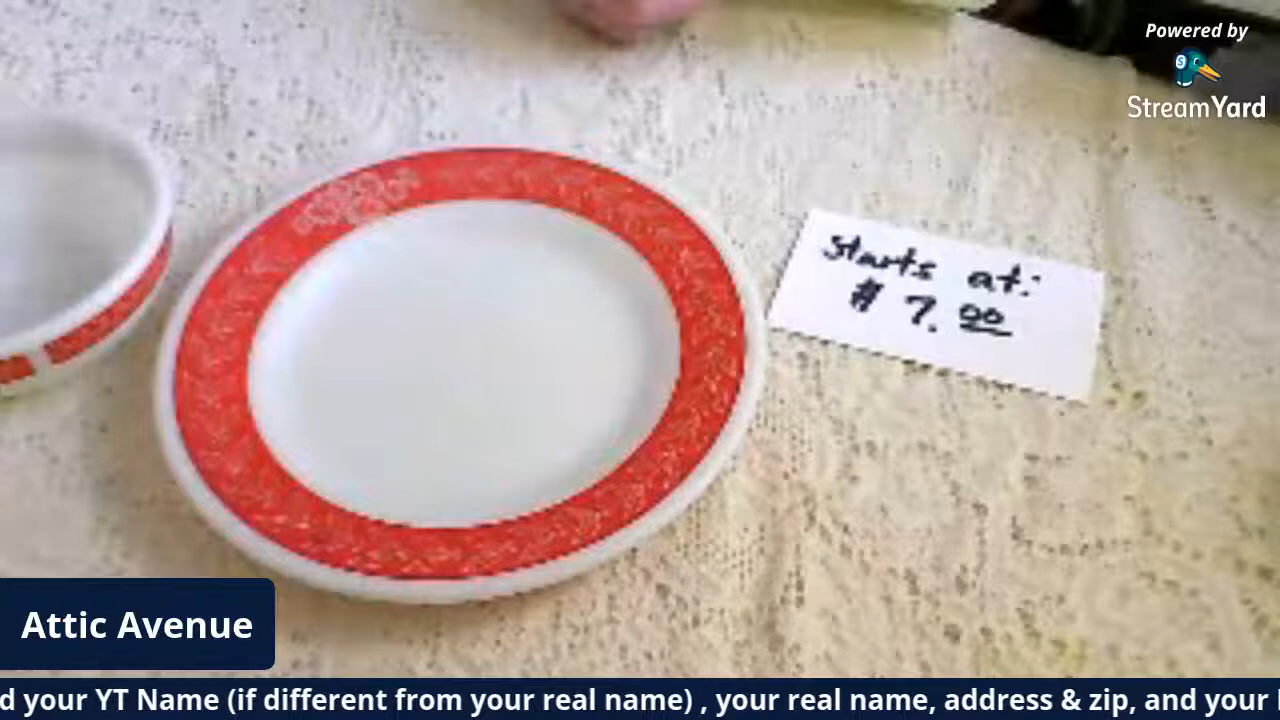 Powered by
StreamYard
starts at:
$ 7.00
Attic Avenue
d your YT Name (if different from your real name) , your real name, address & zip, and your